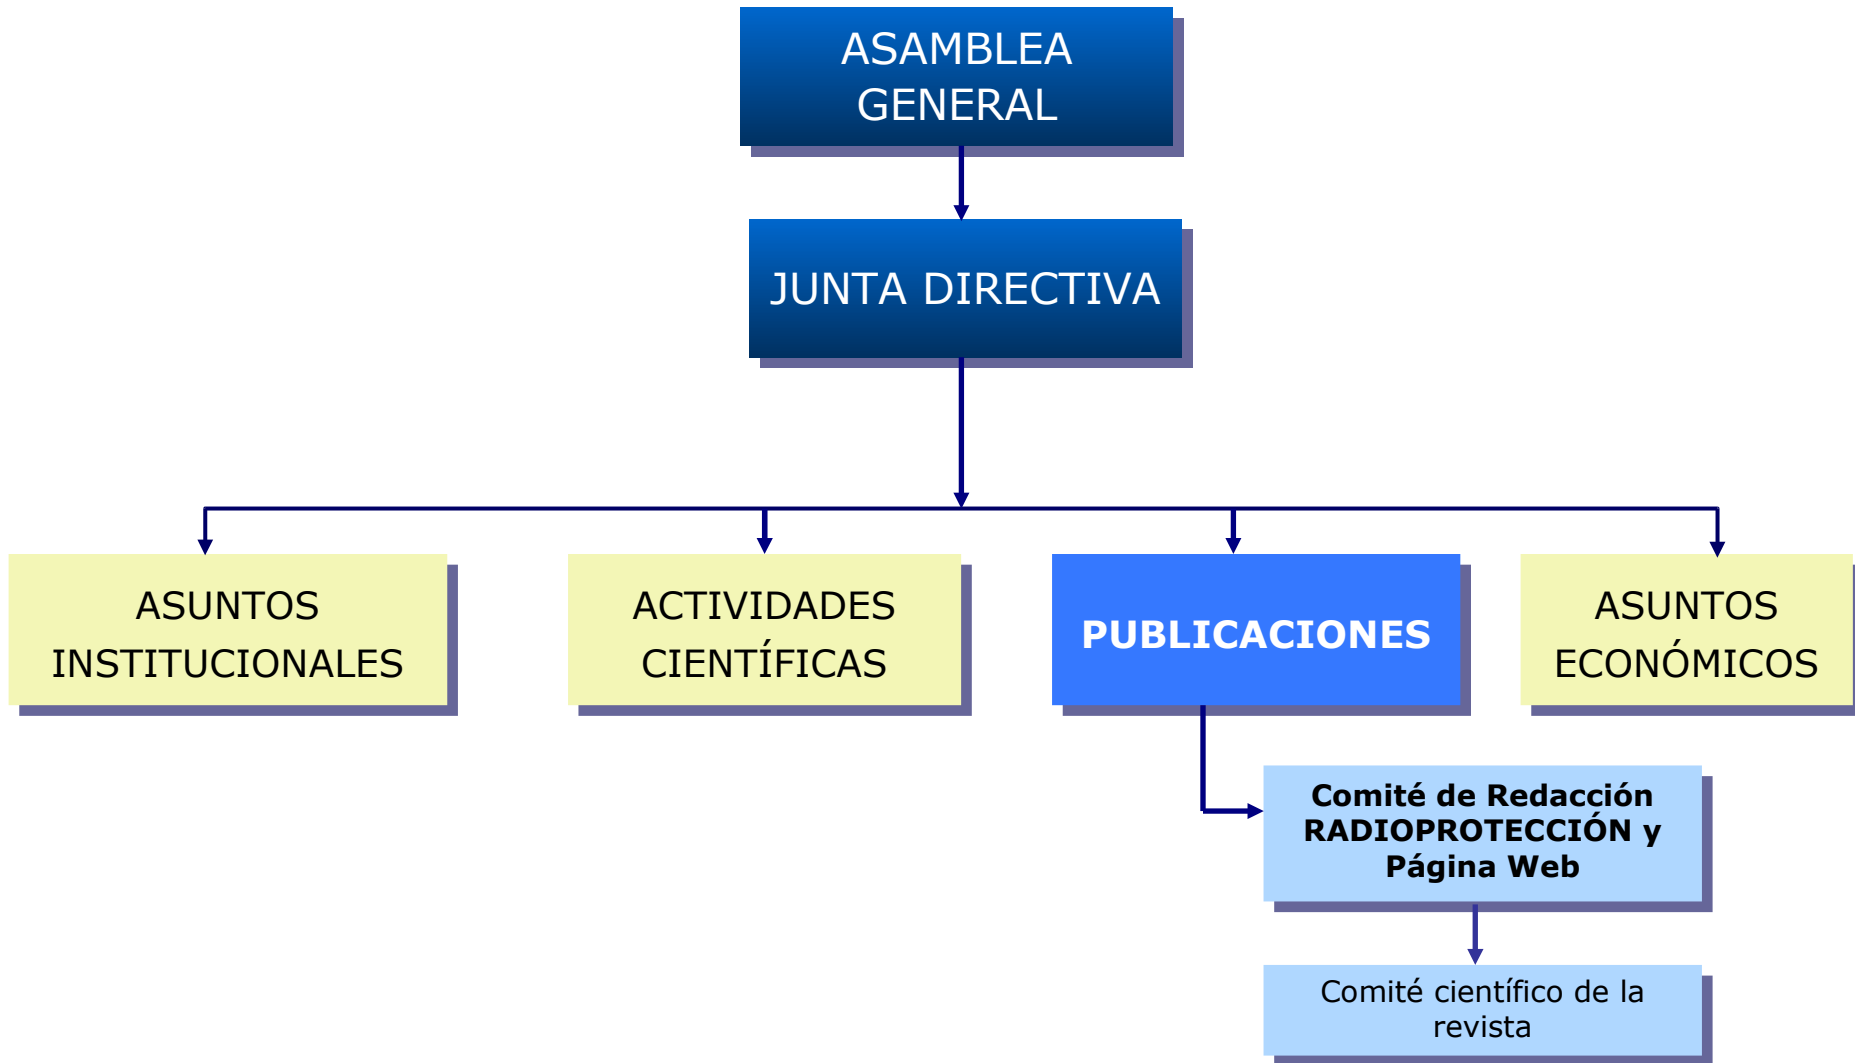 ASAMBLEA
GENERAL
JUNTA DIRECTIVA
ASUNTOS
INSTITUCIONALES
ACTIVIDADES
CIENTÍFICAS
PUBLICACIONES
ASUNTOS
ECONÓMICOS
Comité de Redacción
RADIOPROTECCIÓN y
Página Web
Comité científico de la
revista